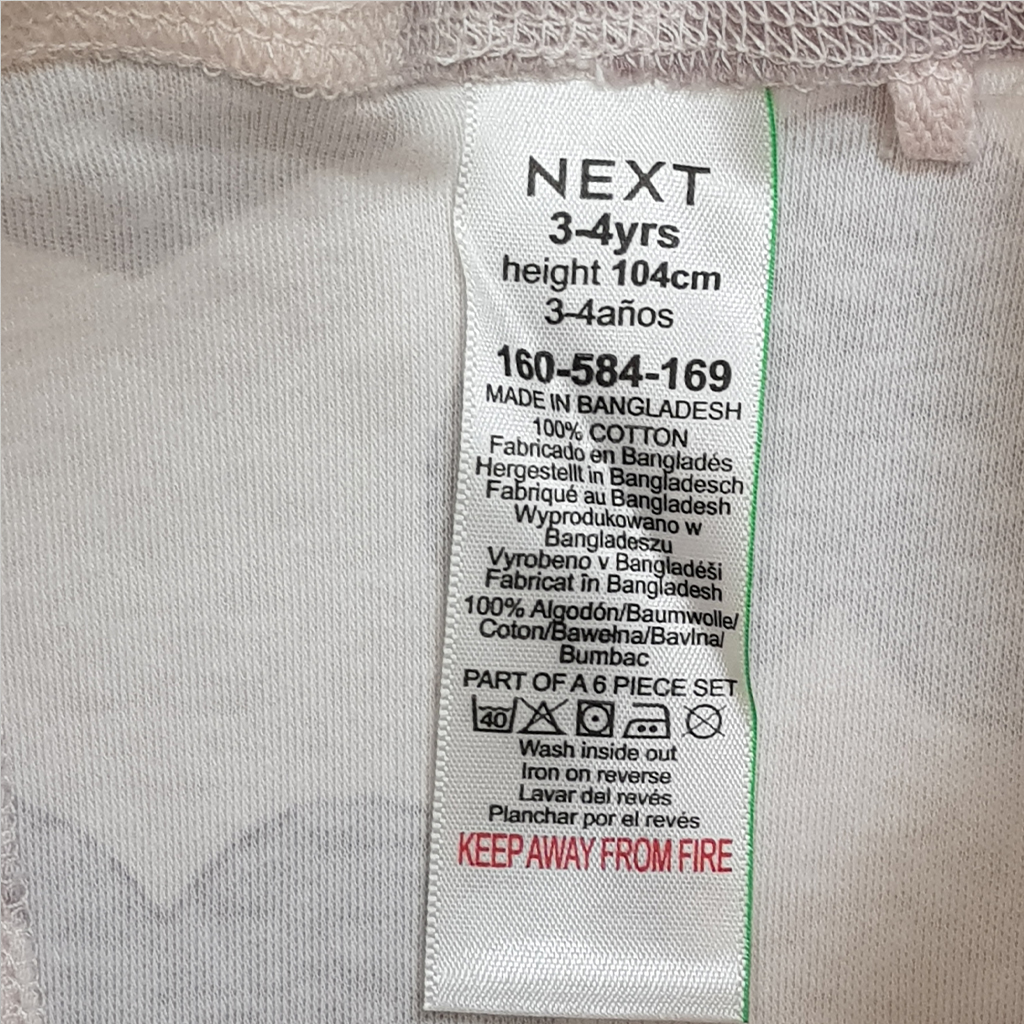 NEXT
3-4yrs
height 104cm
3-4años
160-584-169
MADE IN BANGLADESH
100% COTTON
Fabricado en Bangladés
Hergestellt in Bangladesch
Fabriqué au Bangladesh
Wyprodukowano w
Bangladeszu
Vyrobeno v Bangladéši
Fabricat în Bangladesh
100% Algodón/Baumwolle/
Coton/Bawełna/Bavlna/
Bumbac
PART OF A 6 PIECE SET
40
Wash inside out
Iron on reverse
Lavar del revés
Planchar por el revés
KEEP AWAY FROM FIRE